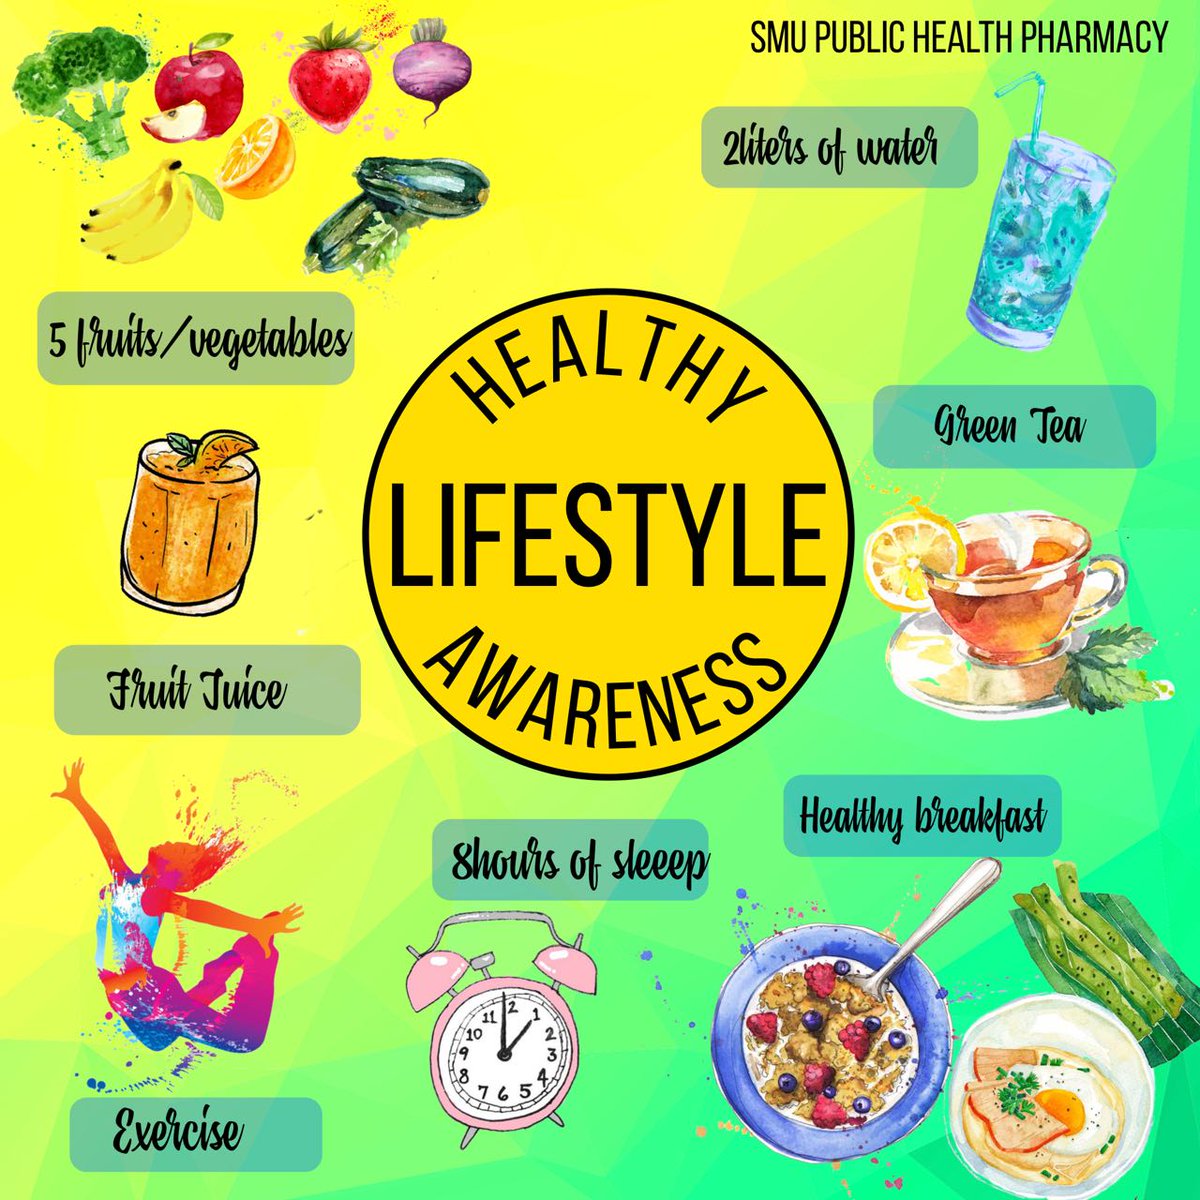 SMU PUBLIC HEALTH PHARMACY
2liters of water
5 fruits/vegetables
HEALTHY
LIFESTYLE
AWARENESS
Green Tea
Fruit Juice
Healthy breakfast
8hours of sleeep
Exercise
12
1
2
3
4
5
6
7
8
9
10
11